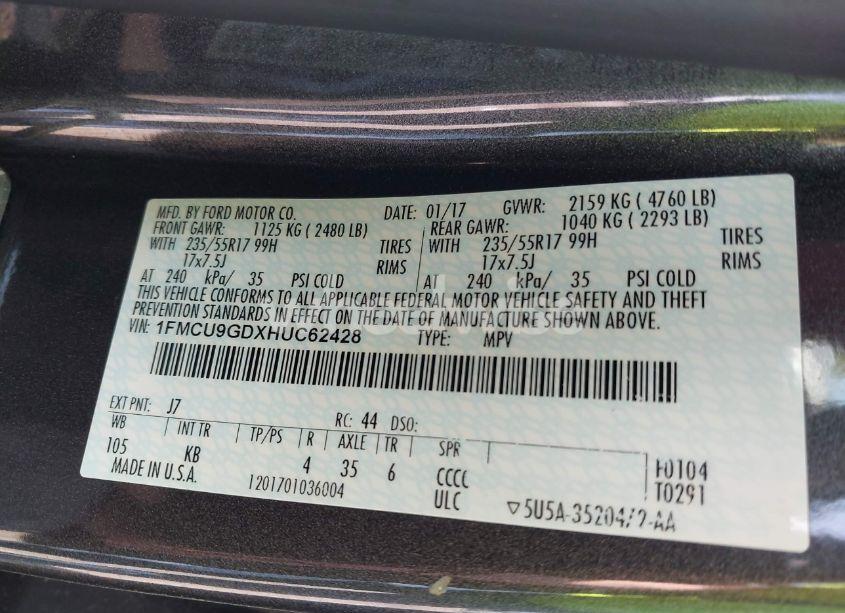 MFD. BY FORD MOTOR CO. DATE: 01/17 GVWR: 2159 KG ( 4760 LB)
FRONT GAWR: 1125 KG ( 2480 LB) REAR GAWR: 1040 KG ( 2293 LB)
WITH 235/55R17 99H TIRES WITH 235/55R17 99H TIRES
17x7.5J RIMS 17x7.5J RIMS
AT 240 kPa/ 35 PSI COLD AT 240 kPa/ 35 PSI COLD
THIS VEHICLE CONFORMS TO ALL APPLICABLE FEDERAL MOTOR VEHICLE SAFETY AND THEFT
PREVENTION STANDARDS IN EFFECT ON THE DATE OF MANUFACTURE SHOWN ABOVE.
VIN: 1FMCU9GDXHUC62428 TYPE: MPV
EXT PNT: J7 RC: 44 DSO:
WB INT TR TP/PS R AXLE TR SPR
105 KB 4 35 6 CCCC F0104
MADE IN U.S.A. 1201701036004 ULC T0291